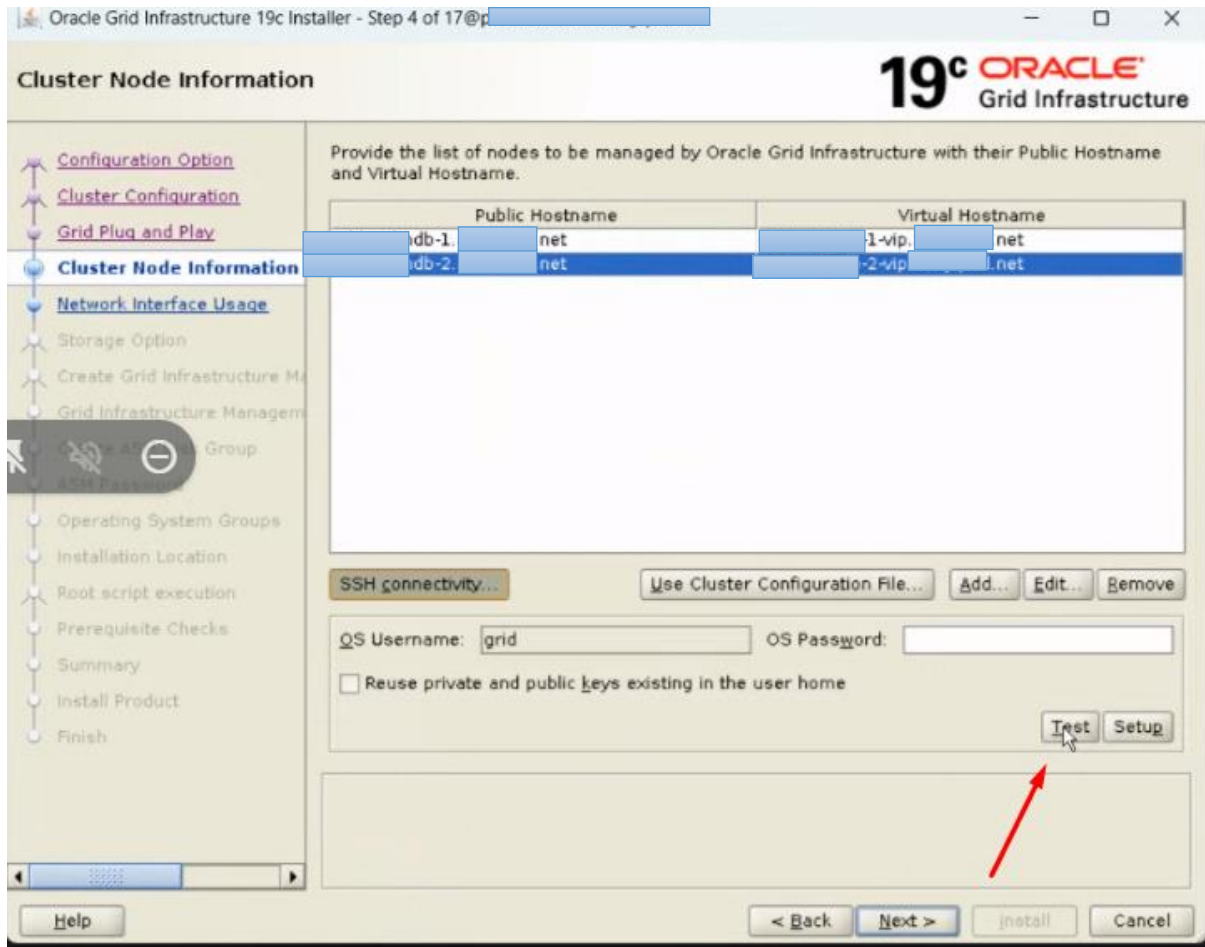 Oracle Grid Infrastructure 19c Installer - Step 4 of 17@p
Cluster Node Information
19c ORACLE
Grid Infrastructure
Configuration Option
Cluster Configuration
Grid Plug and Play
Cluster Node Information
Network Interface Usage
Storage Option
Create Grid Infrastructure Ma
Grid Infrastructure Managem
Group
ASM Password
Operating System Groups
Installation Location
Root script execution
Prerequisite Checks
Summary
Install Product
Finish
Provide the list of nodes to be managed by Oracle Grid Infrastructure with their Public Hostname
and Virtual Hostname.
Public Hostname Virtual Hostname
db-1. net -1-vip. net
db-2. net -2-vip .net
SSH connectivity... Use Cluster Configuration File... Add... Edit... Remove
OS Username: grid OS Password:
Reuse private and public keys existing in the user home
Test Setup
Help < Back Next > Install Cancel